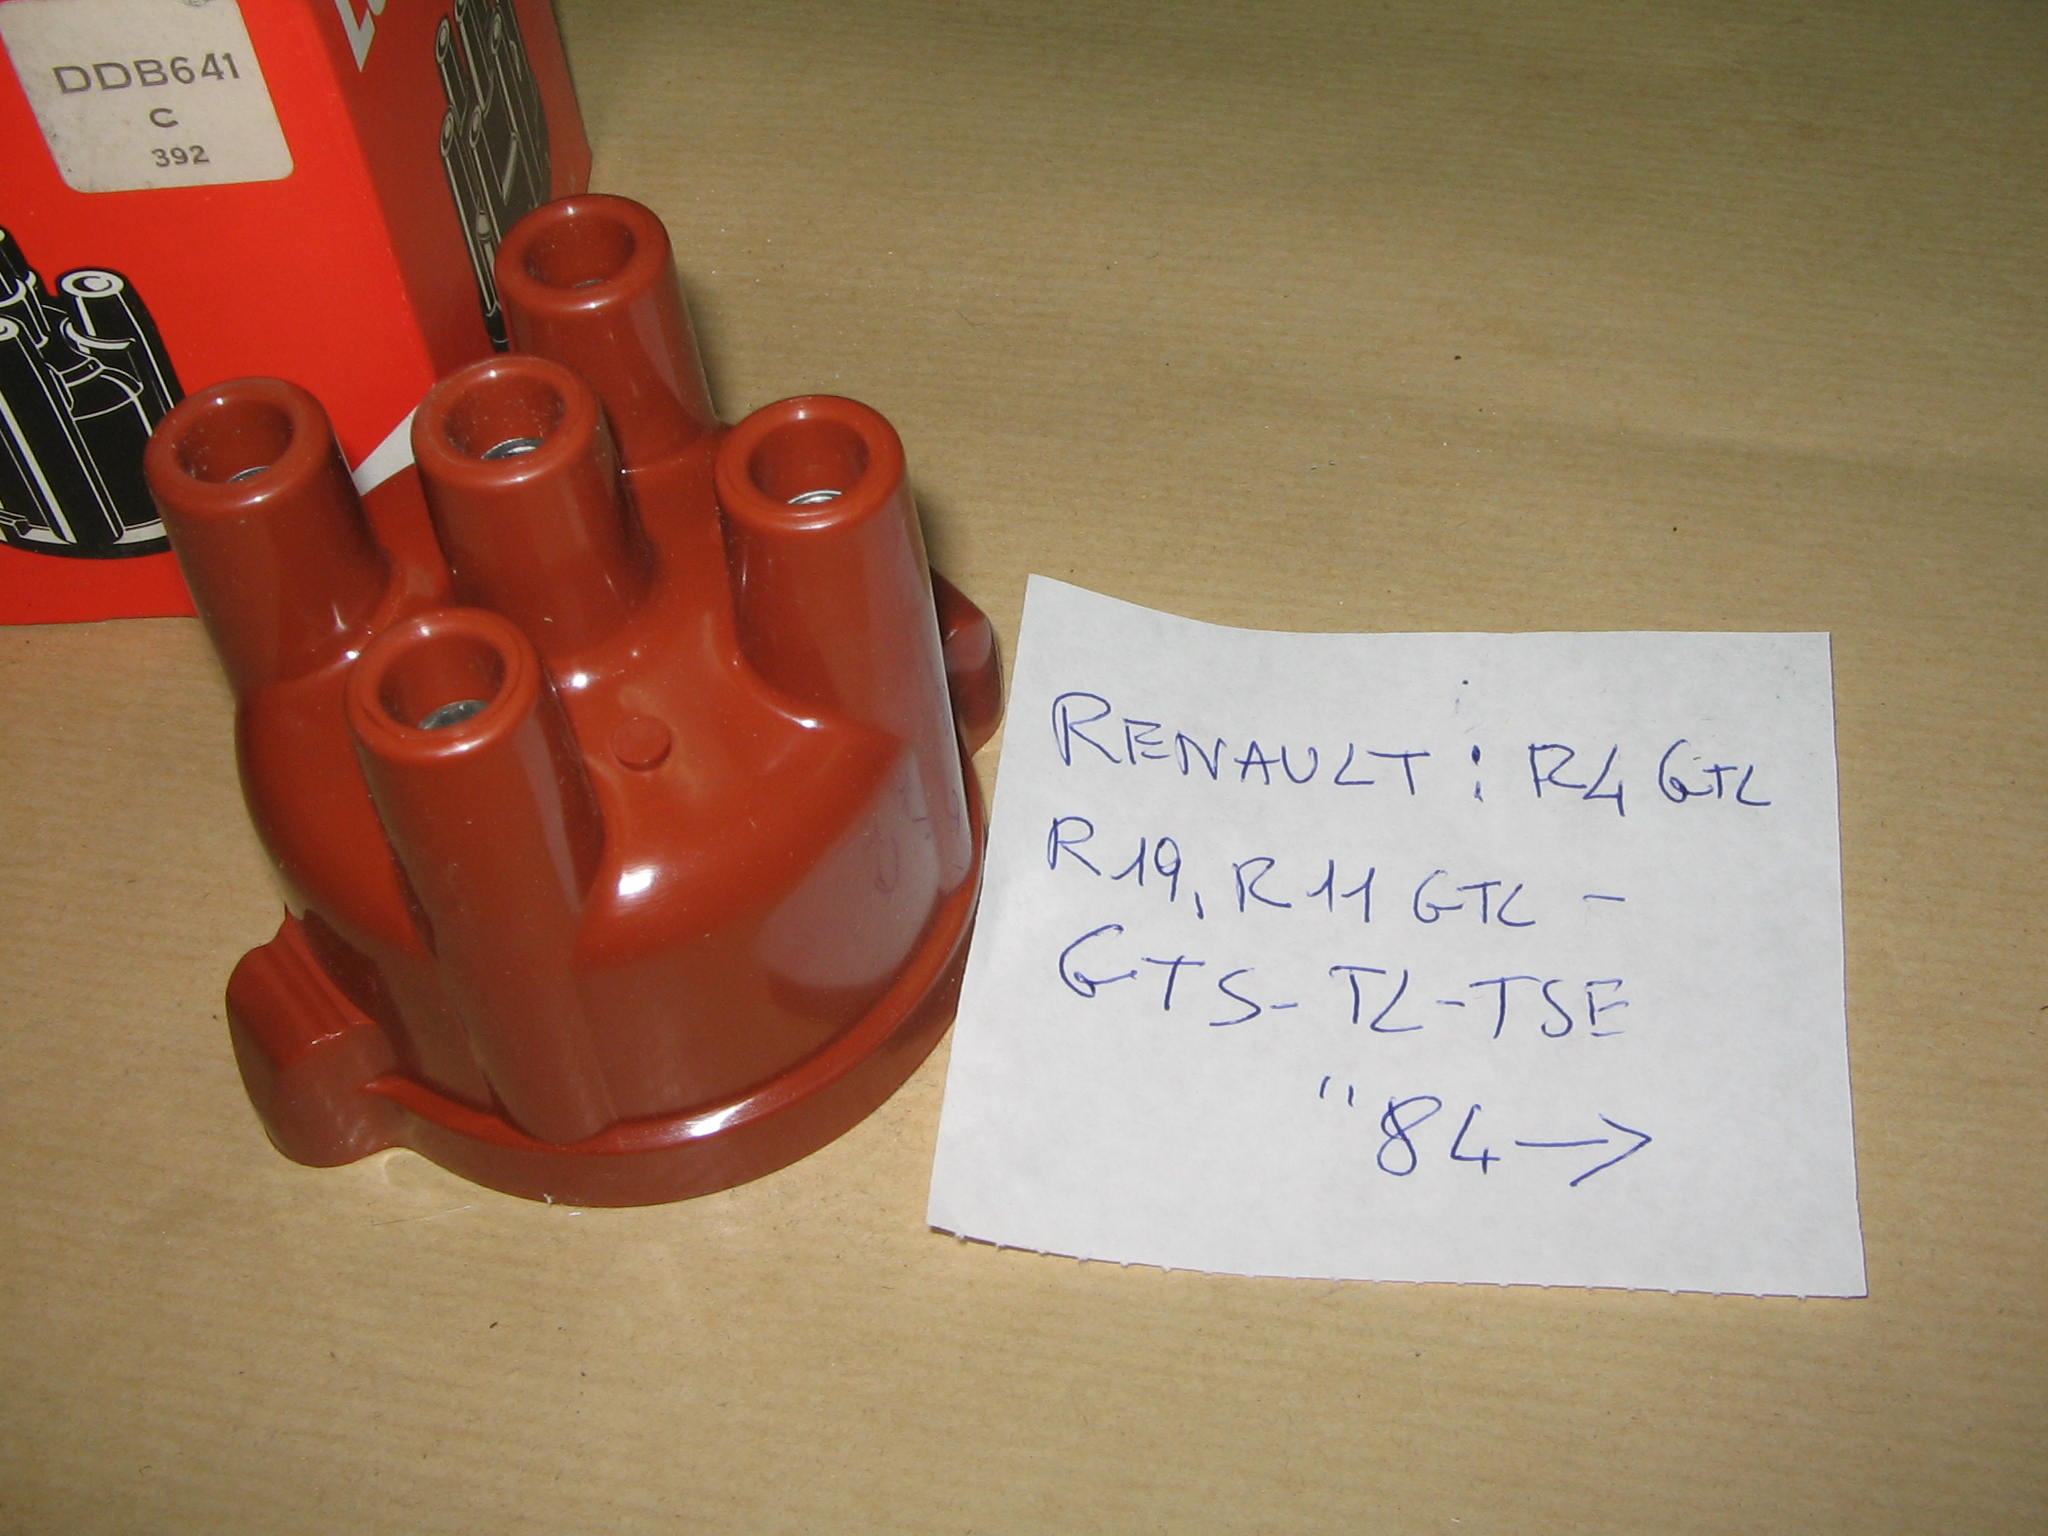 DDB641
C
392
RENAULT : R4 GTL
R19, R11 GTL -
GTS-TL-TSE
"84→